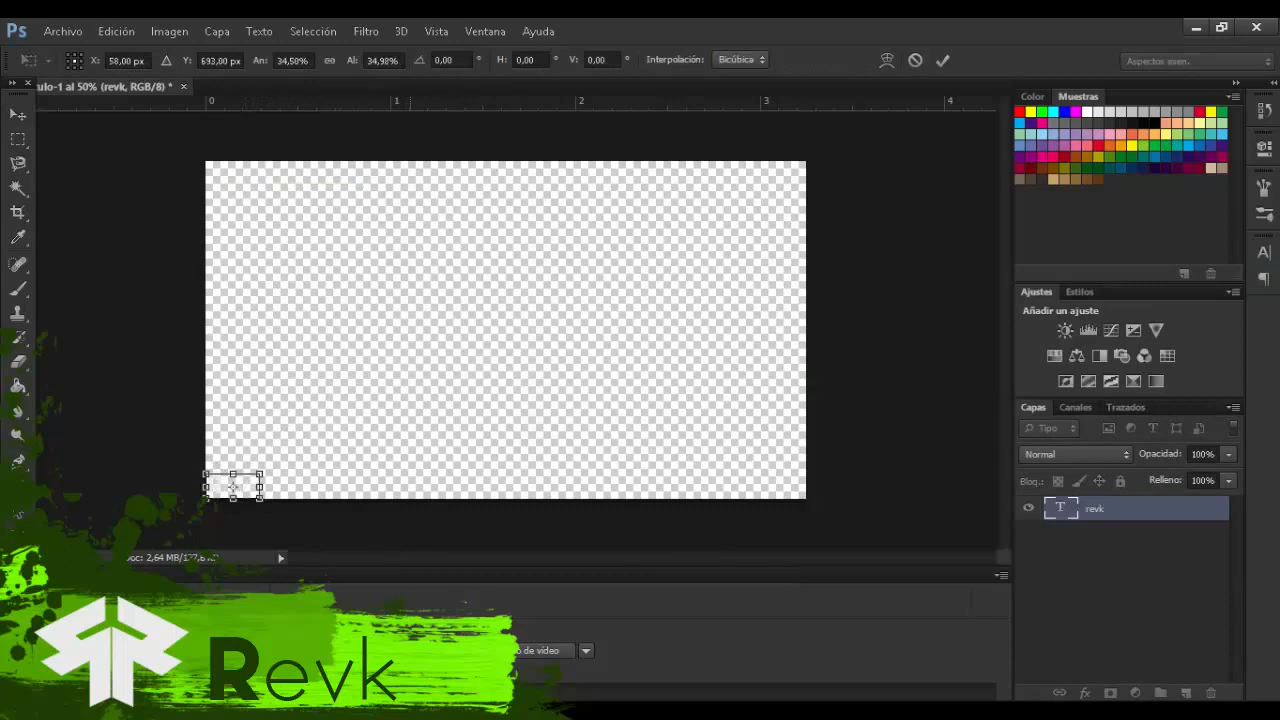 Ps Archivo Edición Imagen Capa Texto Selección Filtro 3D Vista Ventana Ayuda
X: 58,00 px Y: 693,00 px An: 34,50% Al: 34,98% 0,00 ° H: 0,00 ° V: 0,00 ° Interpolación: Bicúbica Aspectos esen.
ulo-1 al 50% (revk, RGB/8) * ×
0 1 2 3 4
Color Muestras
Ajustes Estilos
Añadir un ajuste
Capas Canales Trazados
Tipo
Normal Opacidad: 100%
Bloq.: Relleno: 100%
T revk
Doc: 2,64 MB/
o de vídeo
Revk